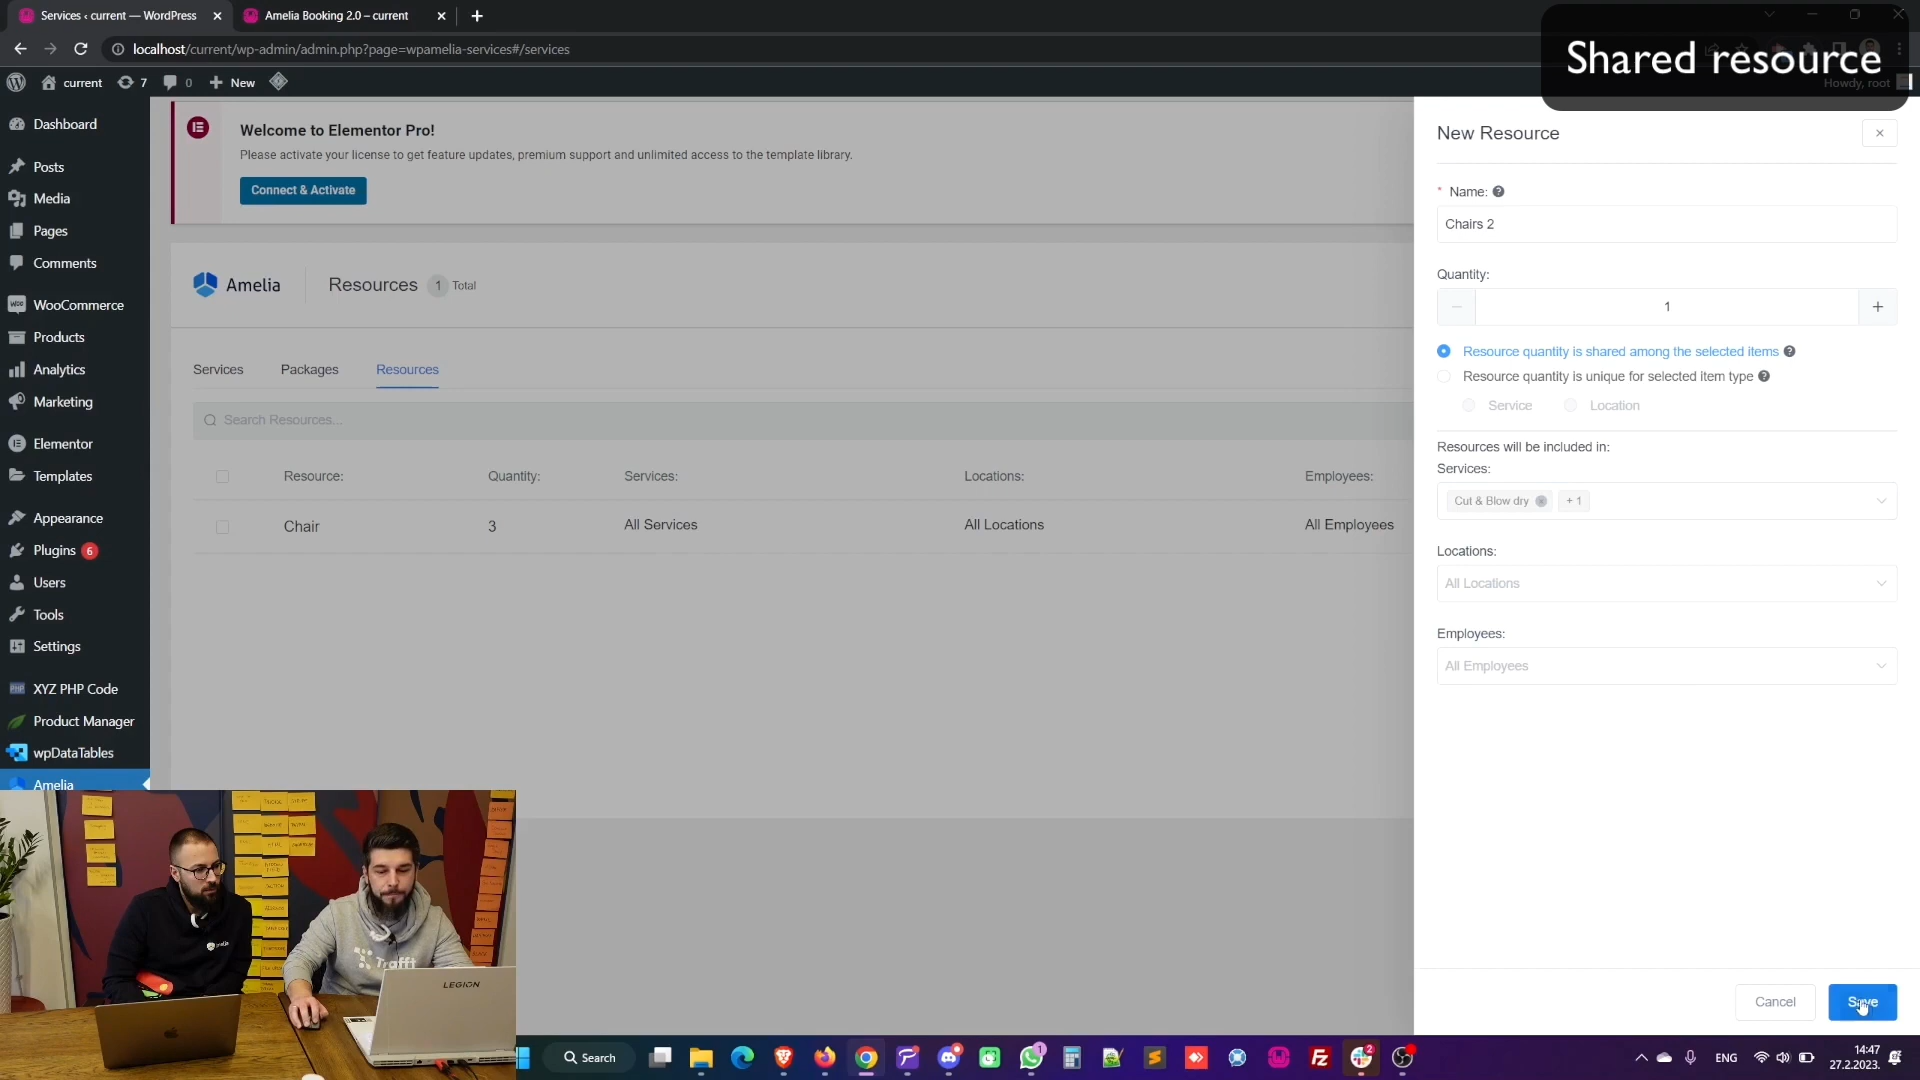 Services ‹ current — WordPress
Amelia Booking 2.0 – current
localhost/current/wp-admin/admin.php?page=wpamelia-services#/services
Shared resource
current
7
0
New
Howdy, root
Dashboard
Posts
Media
Pages
Comments
WooCommerce
Products
Analytics
Marketing
Elementor
Templates
Appearance
Plugins 6
Users
Tools
Settings
XYZ PHP Code
Product Manager
wpDataTables
Amelia
Welcome to Elementor Pro!
Please activate your license to get feature updates, premium support and unlimited access to the template library.
Connect & Activate
Amelia
Resources 1 Total
Services
Packages
Resources
Search Resources...
Resource: Quantity: Services: Locations: Employees:
Chair 3 All Services All Locations All Employees
New Resource
* Name:
Chairs 2
Quantity:
1
Resource quantity is shared among the selected items
Resource quantity is unique for selected item type
Service Location
Resources will be included in:
Services:
Cut & Blow dry + 1
Locations:
All Locations
Employees:
All Employees
Cancel
Save
Trafft
LEGION
Search
1
2
ENG
14:47
27.2.2023.